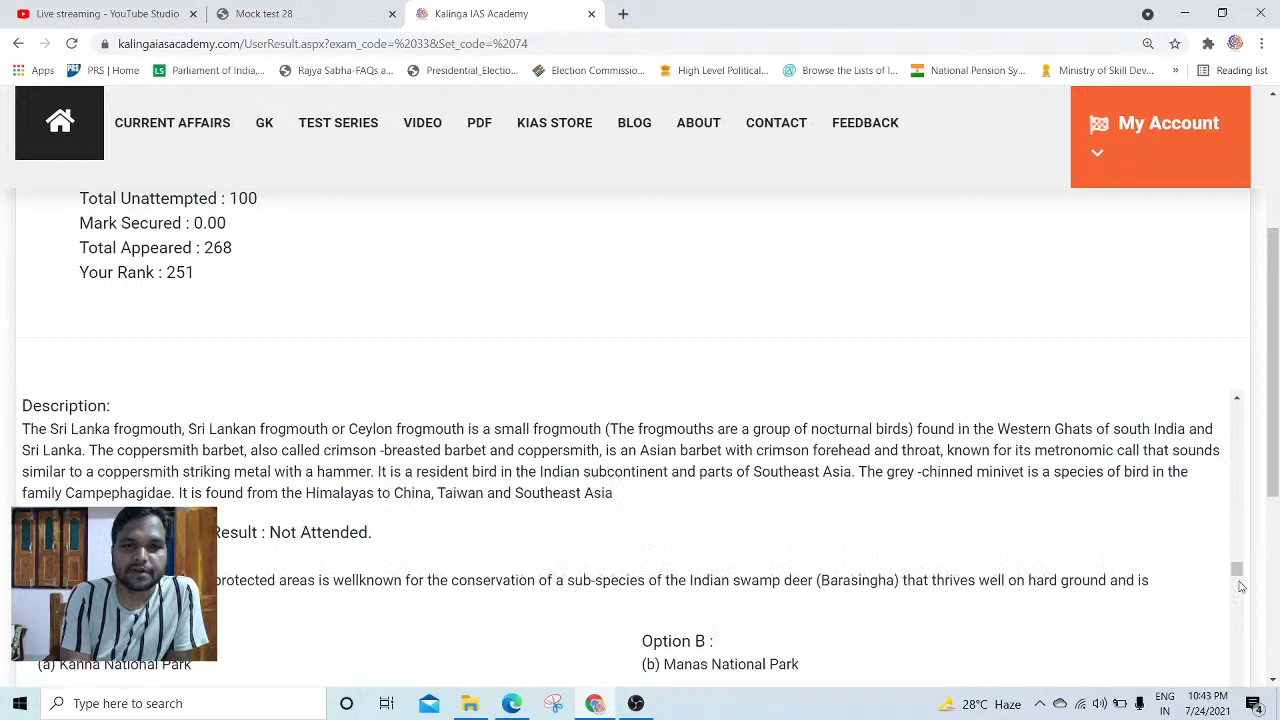 Live streaming - YouTube Studio
Mock test 28
Kalinga IAS Academy
kalingaiasacademy.com/UserResult.aspx?exam_code=%2033&Set_code=%2074
Apps
PRS | Home
Parliament of India,...
Rajya Sabha-FAQs a...
Presidential_Electio...
Election Commissio...
High Level Political...
Browse the Lists of I...
National Pension Sy...
Ministry of Skill Dev...
Reading list
CURRENT AFFAIRS
GK
TEST SERIES
VIDEO
PDF
KIAS STORE
BLOG
ABOUT
CONTACT
FEEDBACK
My Account
Total Unattempted : 100
Mark Secured : 0.00
Total Appeared : 268
Your Rank : 251
Description:
The Sri Lanka frogmouth, Sri Lankan frogmouth or Ceylon frogmouth is a small frogmouth (The frogmouths are a group of nocturnal birds) found in the Western Ghats of south India and
Sri Lanka. The coppersmith barbet, also called crimson -breasted barbet and coppersmith, is an Asian barbet with crimson forehead and throat, known for its metronomic call that sounds
similar to a coppersmith striking metal with a hammer. It is a resident bird in the Indian subcontinent and parts of Southeast Asia. The grey -chinned minivet is a species of bird in the
family Campephagidae. It is found from the Himalayas to China, Taiwan and Southeast Asia
Result : Not Attended.
protected areas is wellknown for the conservation of a sub-species of the Indian swamp deer (Barasingha) that thrives well on hard ground and is
Option B :
(a) Kanha National Park
(b) Manas National Park
Type here to search
28°C Haze
ENG
IN
10:43 PM
7/24/2021
4